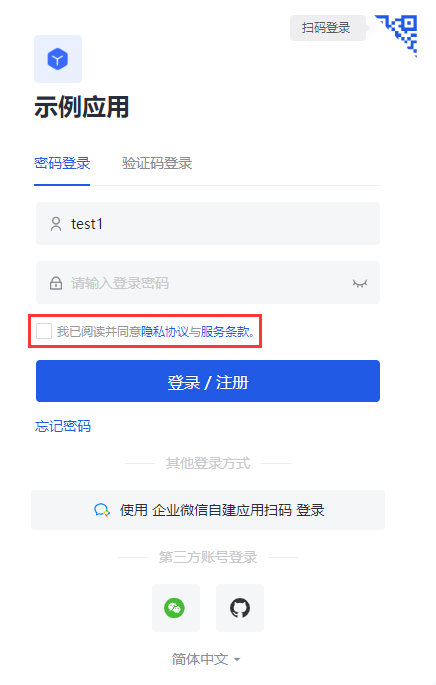 扫码登录
示例应用
密码登录 验证码登录
test1
请输入登录密码
我已阅读并同意隐私协议与服务条款。
登录 / 注册
忘记密码
其他登录方式
使用 企业微信自建应用扫码 登录
第三方账号登录
简体中文